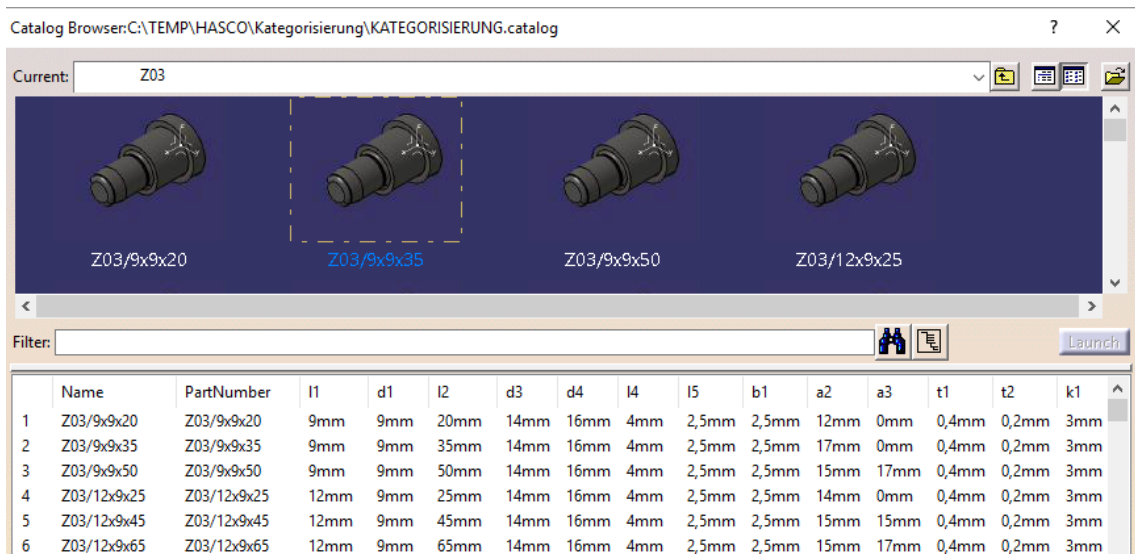 Catalog Browser:C:\TEMP\HASCO\Kategorisierung\KATEGORISIERUNG.catalog ?
Current: Z03
Z03/9x9x20 Z03/9x9x35 Z03/9x9x50 Z03/12x9x25
Filter: Launch
Name PartNumber l1 d1 l2 d3 d4 l4 l5 b1 a2 a3 t1 t2 k1
1 Z03/9x9x20 Z03/9x9x20 9mm 9mm 20mm 14mm 16mm 4mm 2,5mm 2,5mm 12mm 0mm 0,4mm 0,2mm 3mm
2 Z03/9x9x35 Z03/9x9x35 9mm 9mm 35mm 14mm 16mm 4mm 2,5mm 2,5mm 17mm 0mm 0,4mm 0,2mm 3mm
3 Z03/9x9x50 Z03/9x9x50 9mm 9mm 50mm 14mm 16mm 4mm 2,5mm 2,5mm 15mm 17mm 0,4mm 0,2mm 3mm
4 Z03/12x9x25 Z03/12x9x25 12mm 9mm 25mm 14mm 16mm 4mm 2,5mm 2,5mm 14mm 0mm 0,4mm 0,2mm 3mm
5 Z03/12x9x45 Z03/12x9x45 12mm 9mm 45mm 14mm 16mm 4mm 2,5mm 2,5mm 15mm 15mm 0,4mm 0,2mm 3mm
6 Z03/12x9x65 Z03/12x9x65 12mm 9mm 65mm 14mm 16mm 4mm 2,5mm 2,5mm 15mm 17mm 0,4mm 0,2mm 3mm